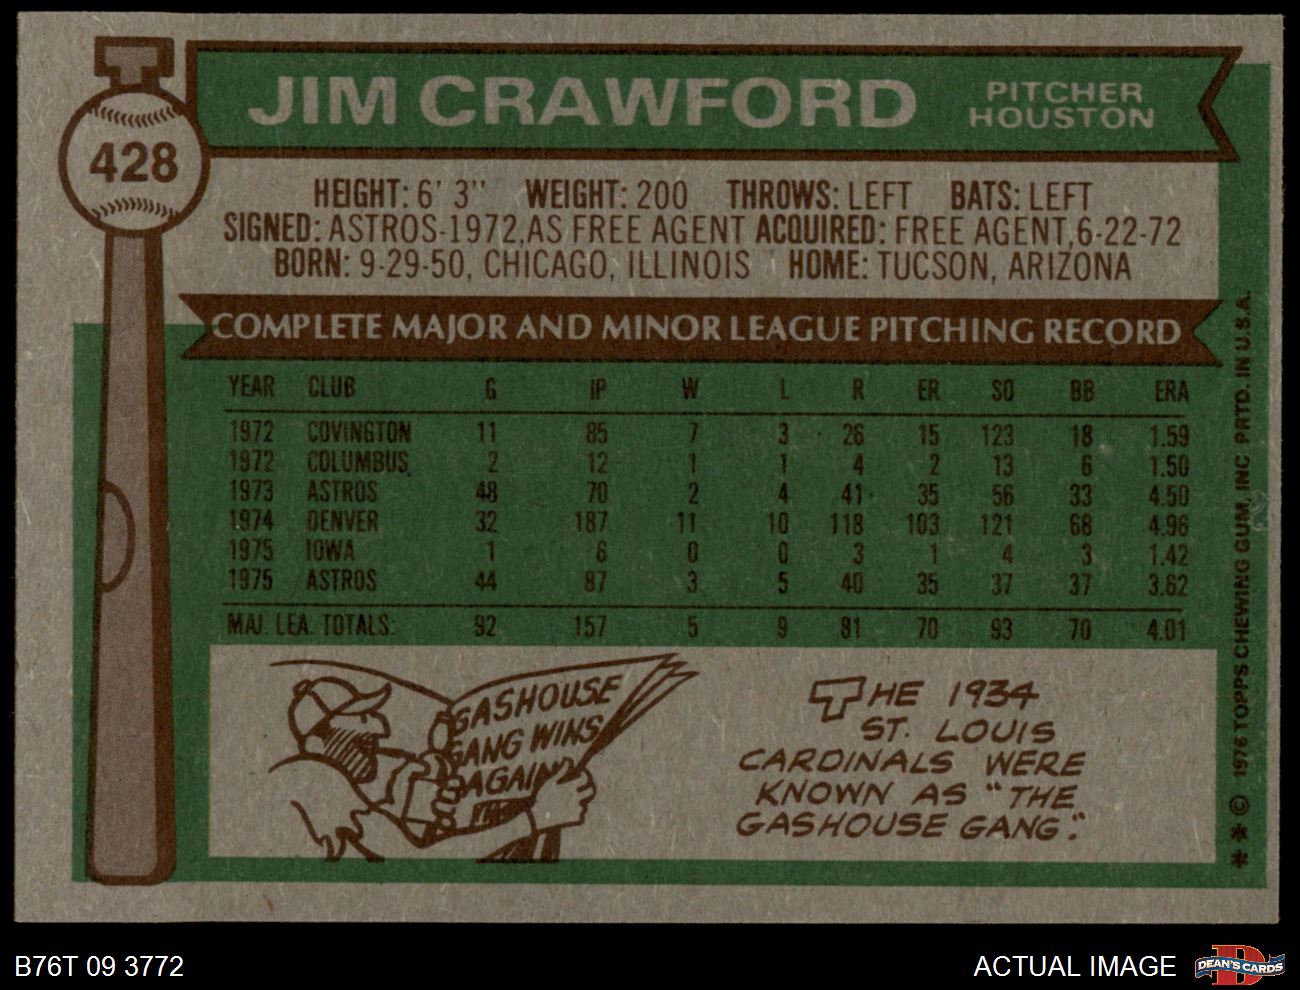 428
JIM CRAWFORD
PITCHER
HOUSTON
HEIGHT: 6' 3" WEIGHT: 200 THROWS: LEFT BATS: LEFT
SIGNED: ASTROS-1972, AS FREE AGENT ACQUIRED: FREE AGENT, 6-22-72
BORN: 9-29-50, CHICAGO, ILLINOIS HOME: TUCSON, ARIZONA
COMPLETE MAJOR AND MINOR LEAGUE PITCHING RECORD
YEAR CLUB G IP W L R ER SO BB ERA
1972 COVINGTON 11 85 7 3 26 15 123 18 1.59
1972 COLUMBUS 2 12 1 1 4 2 13 6 1.50
1973 ASTROS 48 70 2 4 41 35 56 33 4.50
1974 DENVER 32 187 11 10 118 103 121 68 4.96
1975 IOWA 1 6 0 0 3 1 4 3 1.42
1975 ASTROS 44 87 3 5 40 35 37 37 3.62
MAJ. LEA. TOTALS 92 157 5 9 81 70 93 70 4.01
GASHOUSE
GANG WINS
AGAIN
THE 1934
ST. LOUIS
CARDINALS WERE
KNOWN AS "THE
GASHOUSE GANG."
* * © 1976 TOPPS CHEWING GUM, INC. PRTD. IN U.S.A.
B76T 09 3772
ACTUAL IMAGE
DEAN'S CARDS